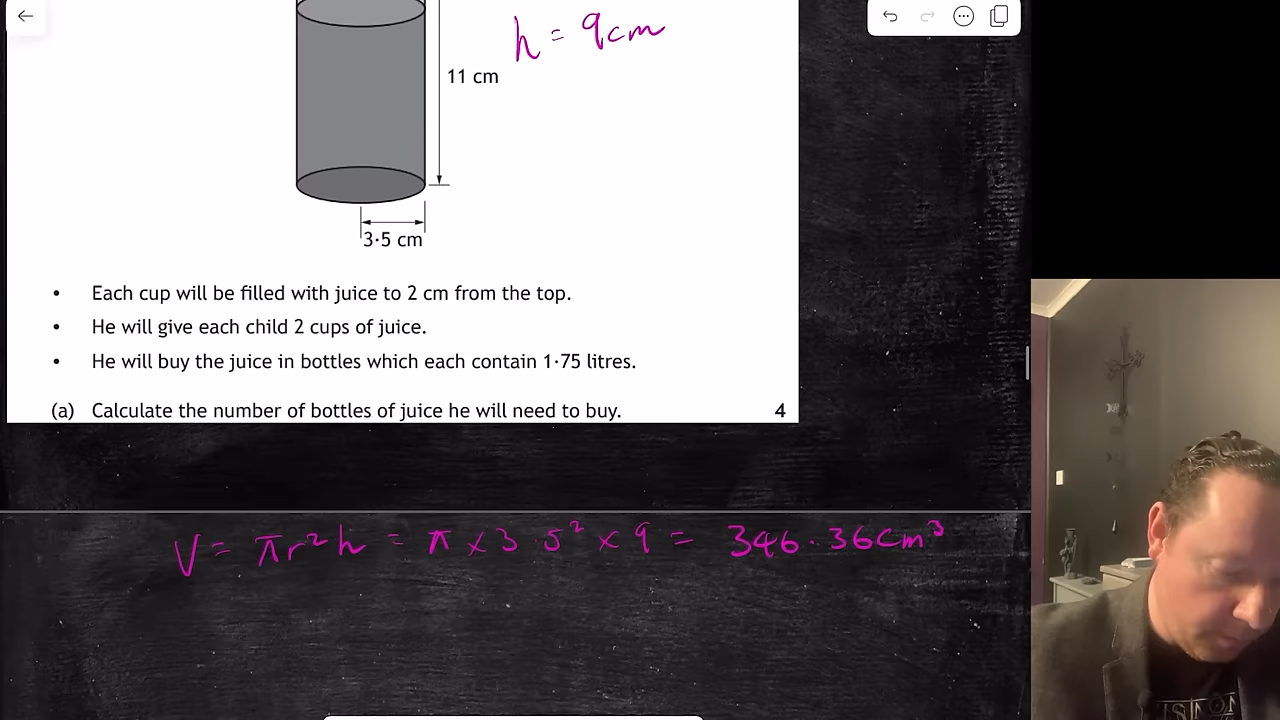 h = 9cm
11 cm
3·5 cm
• Each cup will be filled with juice to 2 cm from the top.
• He will give each child 2 cups of juice.
• He will buy the juice in bottles which each contain 1·75 litres.
(a) Calculate the number of bottles of juice he will need to buy. 4
V = πr²h = π × 3·5² × 9 = 346·36cm³